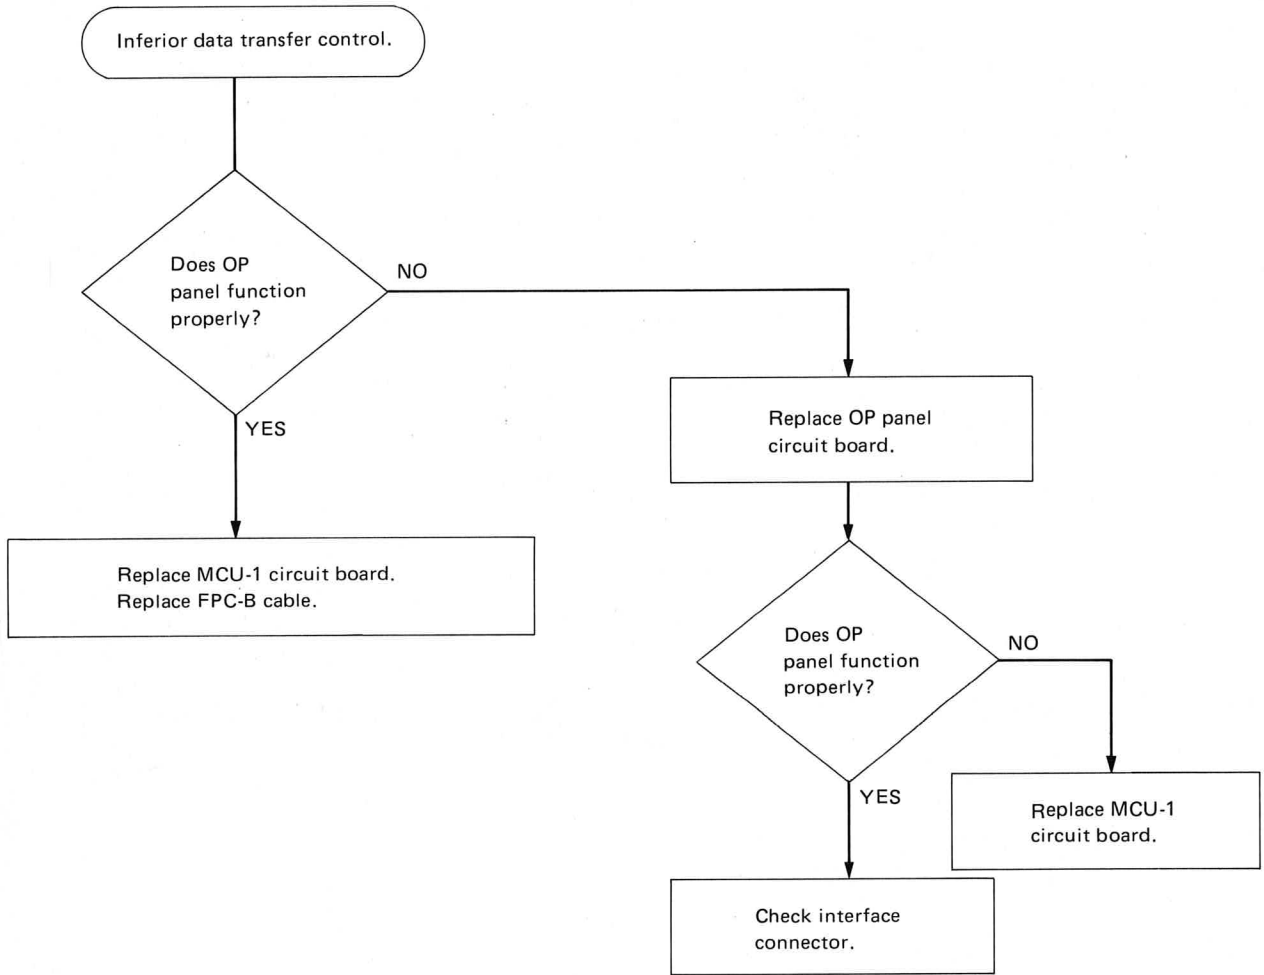 Inferior data transfer control.
Does OP
panel function
properly?
NO
YES
Replace OP panel
circuit board.
Replace MCU-1 circuit board.
Replace FPC-B cable.
Does OP
panel function
properly?
NO
YES
Replace MCU-1
circuit board.
Check interface
connector.